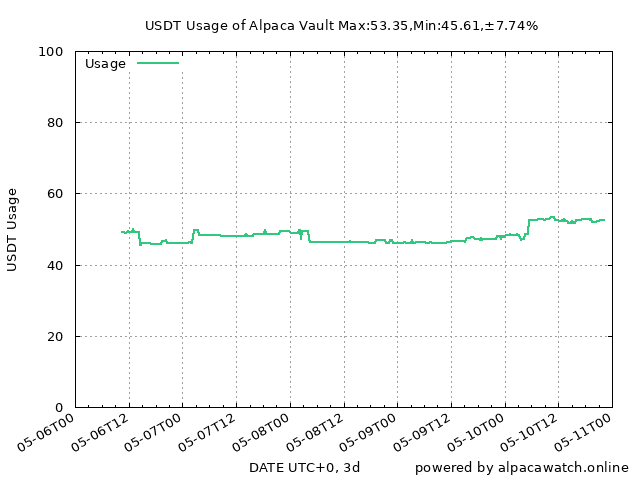 USDT Usage of Alpaca Vault Max:53.35,Min:45.61,±7.74%
Usage
100
80
60
40
20
0
USDT Usage
05-06T00
05-06T12
05-07T00
05-07T12
05-08T00
05-08T12
05-09T00
05-09T12
05-10T00
05-10T12
05-11T00
DATE UTC+0, 3d
powered by alpacawatch.online